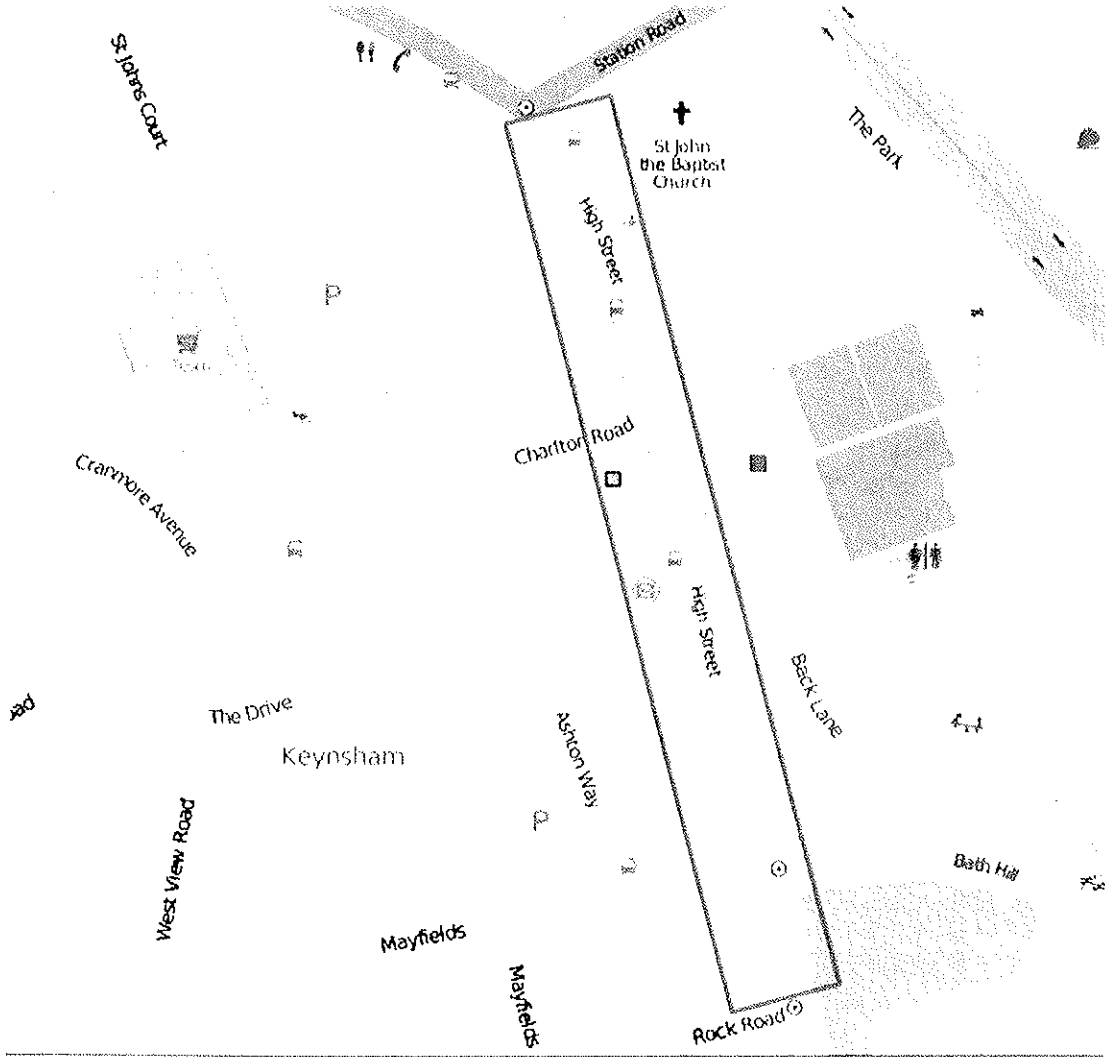 St Johns Court
Station Road
St John
the Baptist
Church
The Park
High Street
P
Charlton Road
Cranmore Avenue
High Street
Back Lane
The Drive
Keynsham
Ashton Way
P
West View Road
Bath Hill
Mayfields
Mayfields
Rock Road